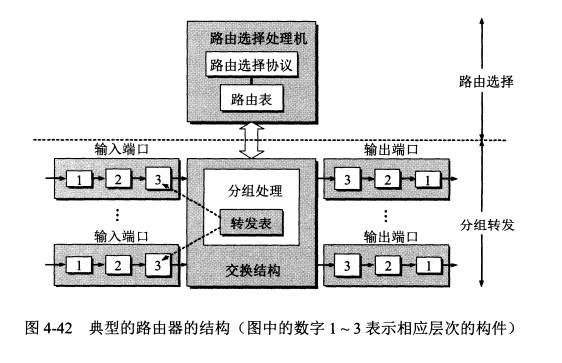 路由选择处理机
路由选择协议
路由表
路由选择
输入端口
输出端口
1 2 3
分组处理
3 2 1
转发表
分组转发
输入端口
输出端口
1 2 3
交换结构
3 2 1
图 4-42 典型的路由器的结构（图中的数字 1 ~ 3 表示相应层次的构件）